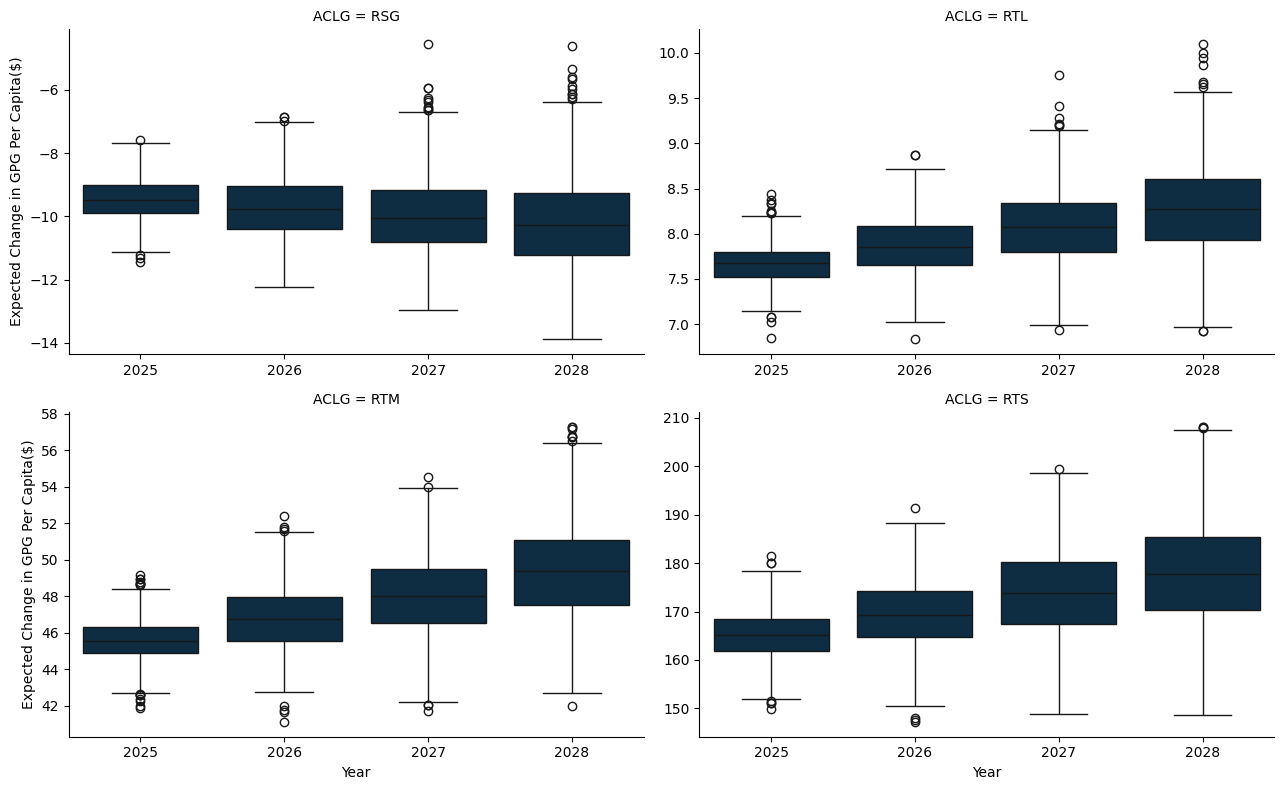 ACLG = RSG
Expected Change in GPG Per Capita($)
−6
−8
−10
−12
−14
2025 2026 2027 2028
ACLG = RTL
10.0
9.5
9.0
8.5
8.0
7.5
7.0
2025 2026 2027 2028
ACLG = RTM
Expected Change in GPG Per Capita($)
58
56
54
52
50
48
46
44
42
2025 2026 2027 2028
Year
ACLG = RTS
210
200
190
180
170
160
150
2025 2026 2027 2028
Year